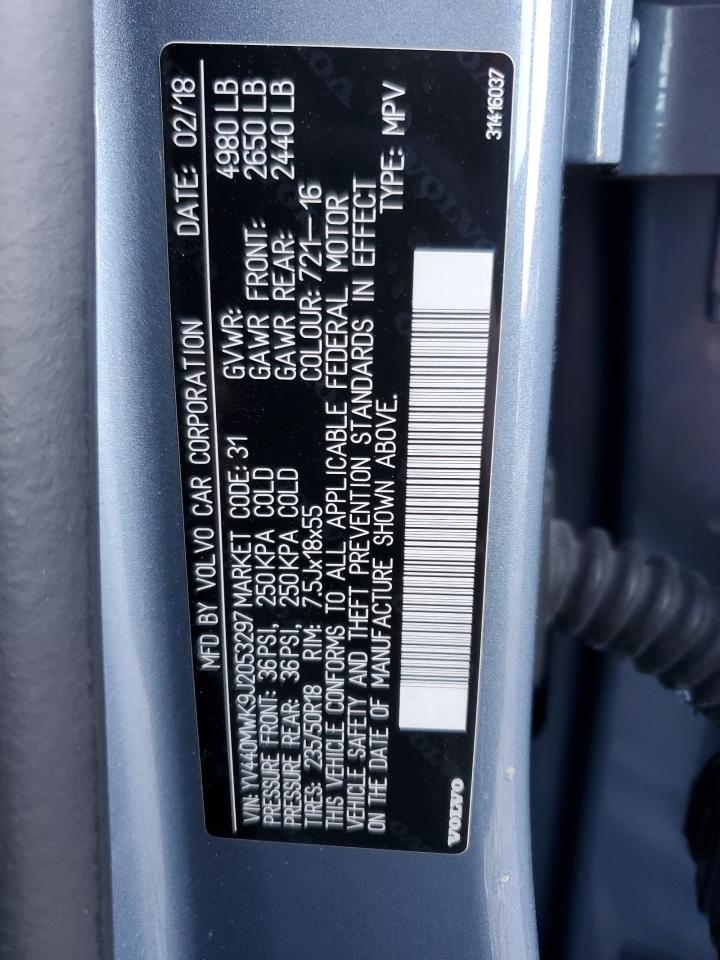 MFD BY VOLVO CAR CORPORATION DATE: 02/18
VIN: YV440MWK9J2053297 MARKET CODE: 31 GVWR: 4980 LB
PRESSURE FRONT: 36PSI, 250KPA COLD GAWR FRONT: 2650 LB
PRESSURE REAR: 36PSI, 250KPA COLD GAWR REAR: 2440 LB
TIRES: 235/50R18 RIM: 7.5Jx18x55 COLOUR: 721—16
THIS VEHICLE CONFORMS TO ALL APPLICABLE FEDERAL MOTOR
VEHICLE SAFETY AND THEFT PREVENTION STANDARDS IN EFFECT
ON THE DATE OF MANUFACTURE SHOWN ABOVE. TYPE: MPV
VOLVO 31416037